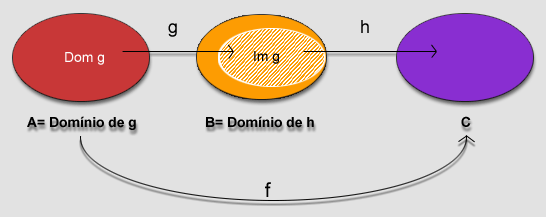 g
h
Dom g
Im g
A= Domínio de g
B= Domínio de h
C
f